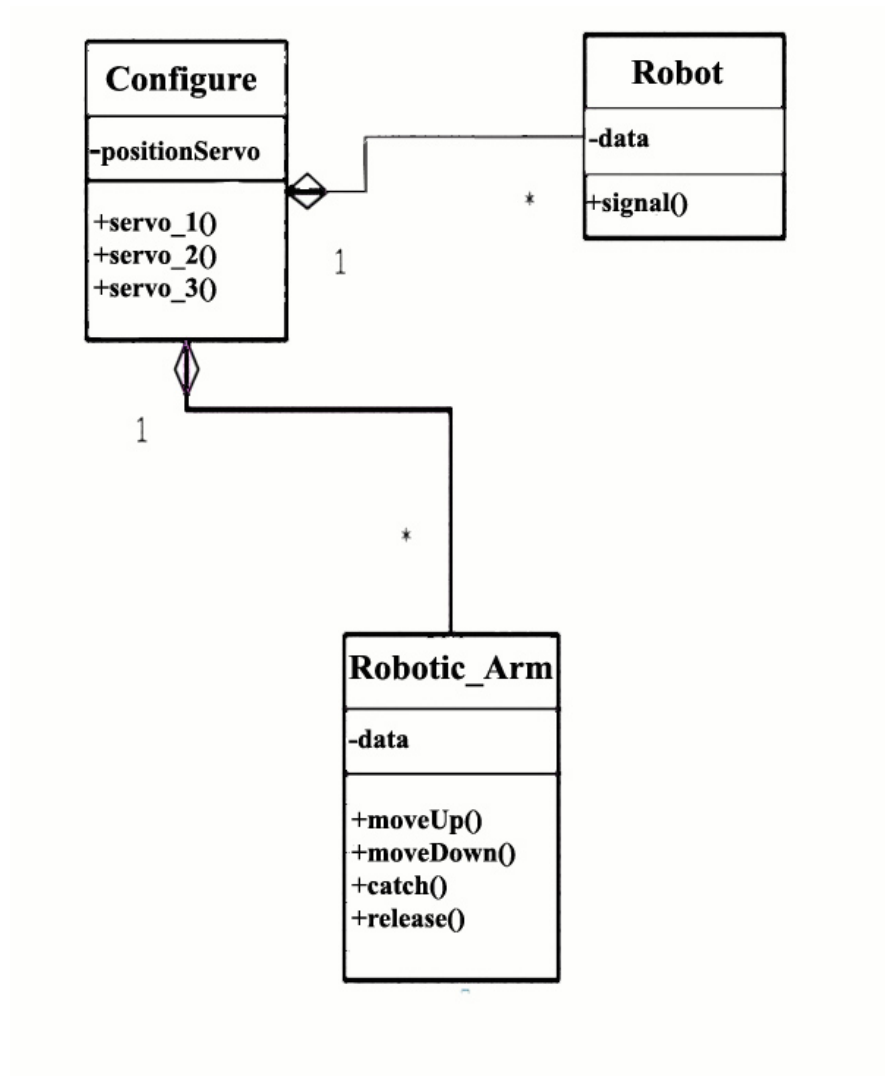 Configure
-positionServo
+servo_1()
+servo_2()
+servo_3()
1
*
Robot
-data
+signal()
1
*
Robotic_Arm
-data
+moveUp()
+moveDown()
+catch()
+release()